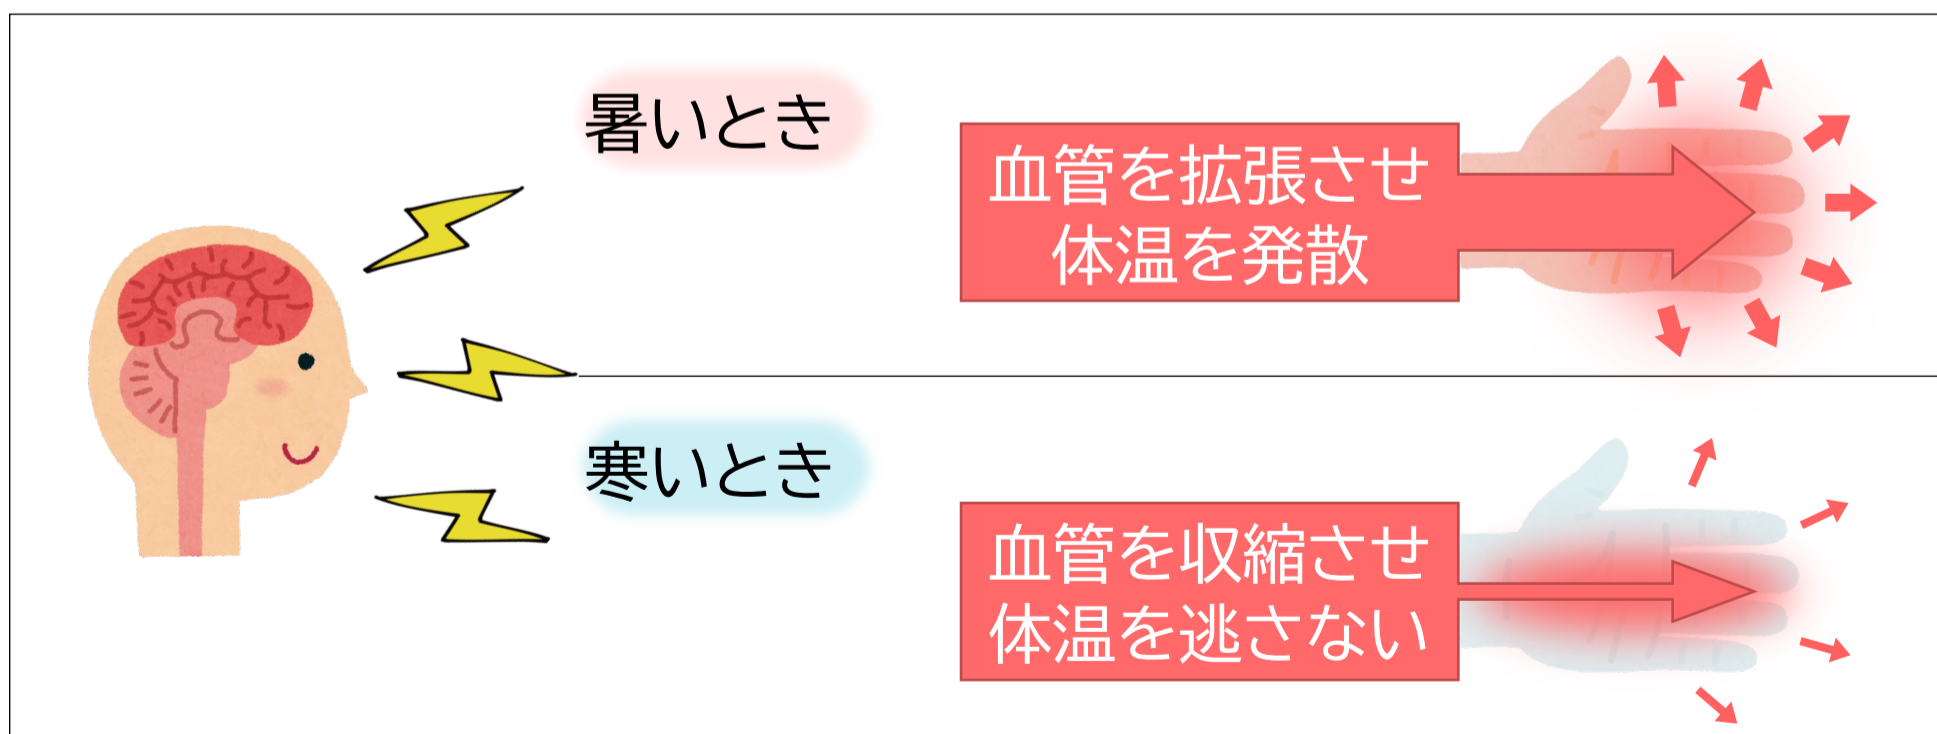 暑いとき
血管を拡張させ
体温を発散
寒いとき
血管を収縮させ
体温を逃さない